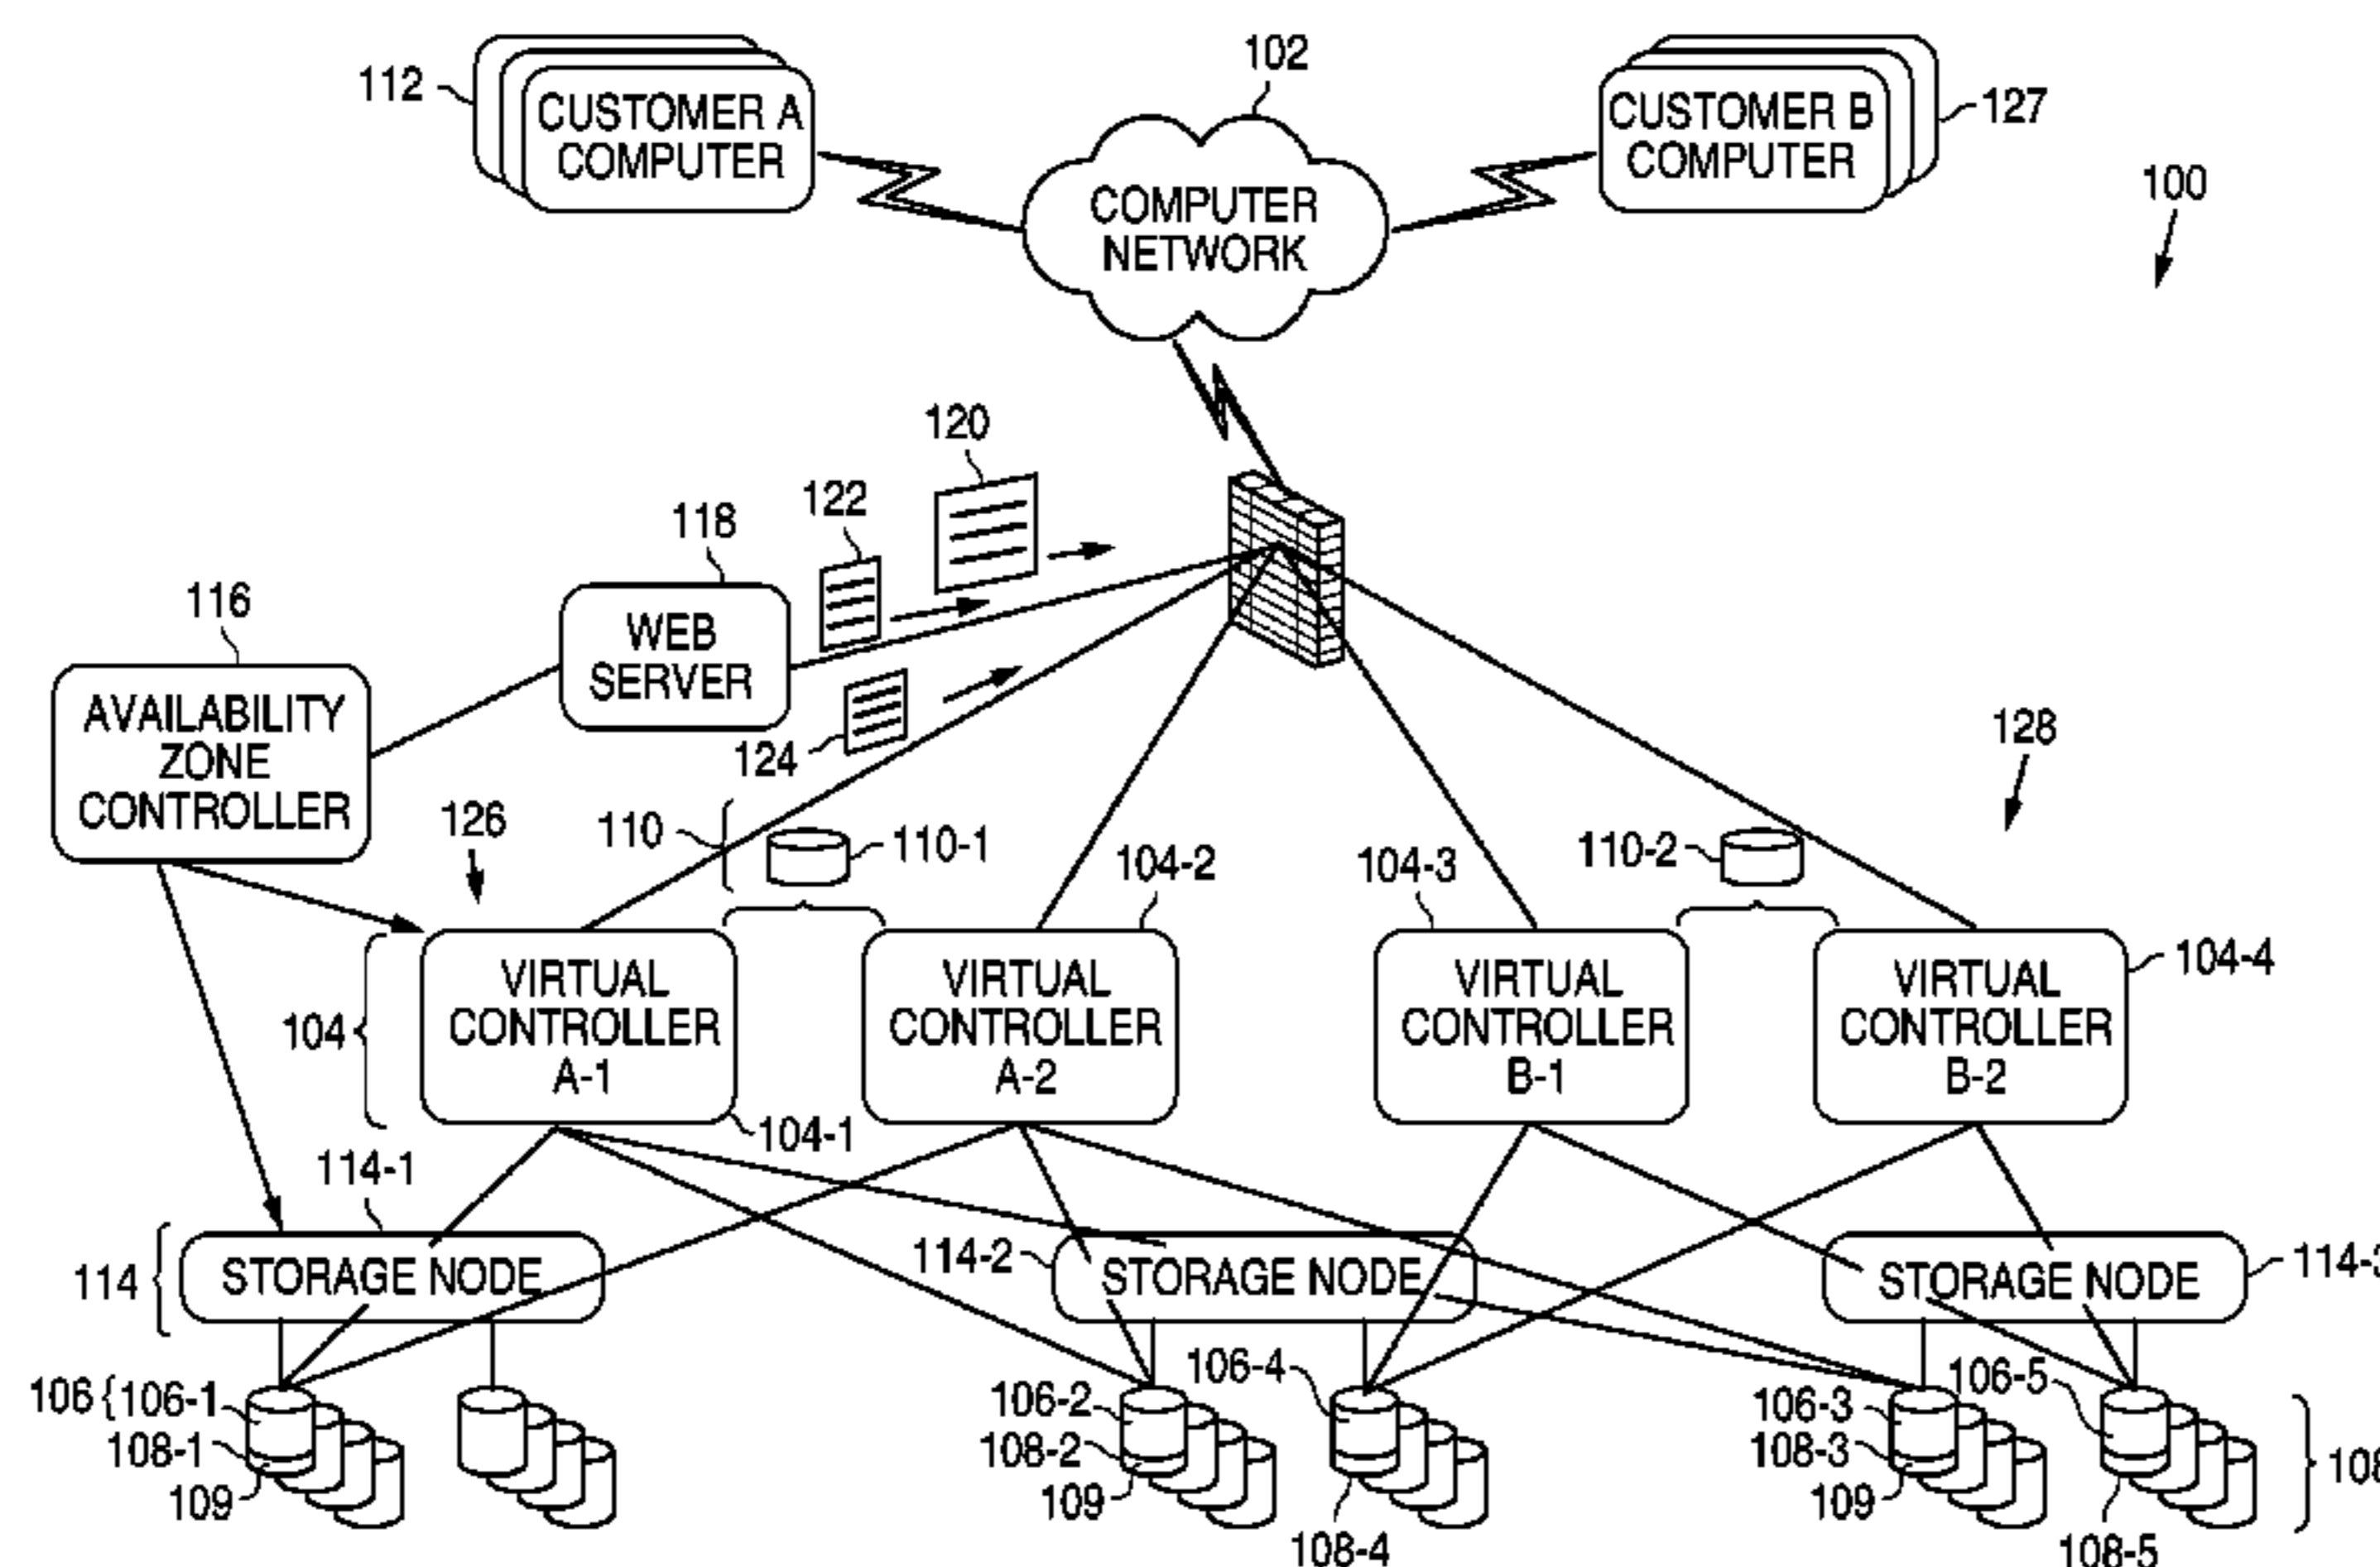 102
112
CUSTOMER A
COMPUTER
CUSTOMER B
COMPUTER
127
100
COMPUTER
NETWORK
120
122
118
116
WEB
SERVER
AVAILABILITY
ZONE
CONTROLLER
124
128
126
110
110-1
110-2
104-2
104-3
104-4
104
VIRTUAL
CONTROLLER
A-1
VIRTUAL
CONTROLLER
A-2
VIRTUAL
CONTROLLER
B-1
VIRTUAL
CONTROLLER
B-2
104-1
114-1
114-2
114-3
114
STORAGE NODE
STORAGE NODE
STORAGE NODE
106
106-1
108-1
109
106-2
108-2
109
106-4
108-4
106-3
108-3
109
106-5
108-5
108